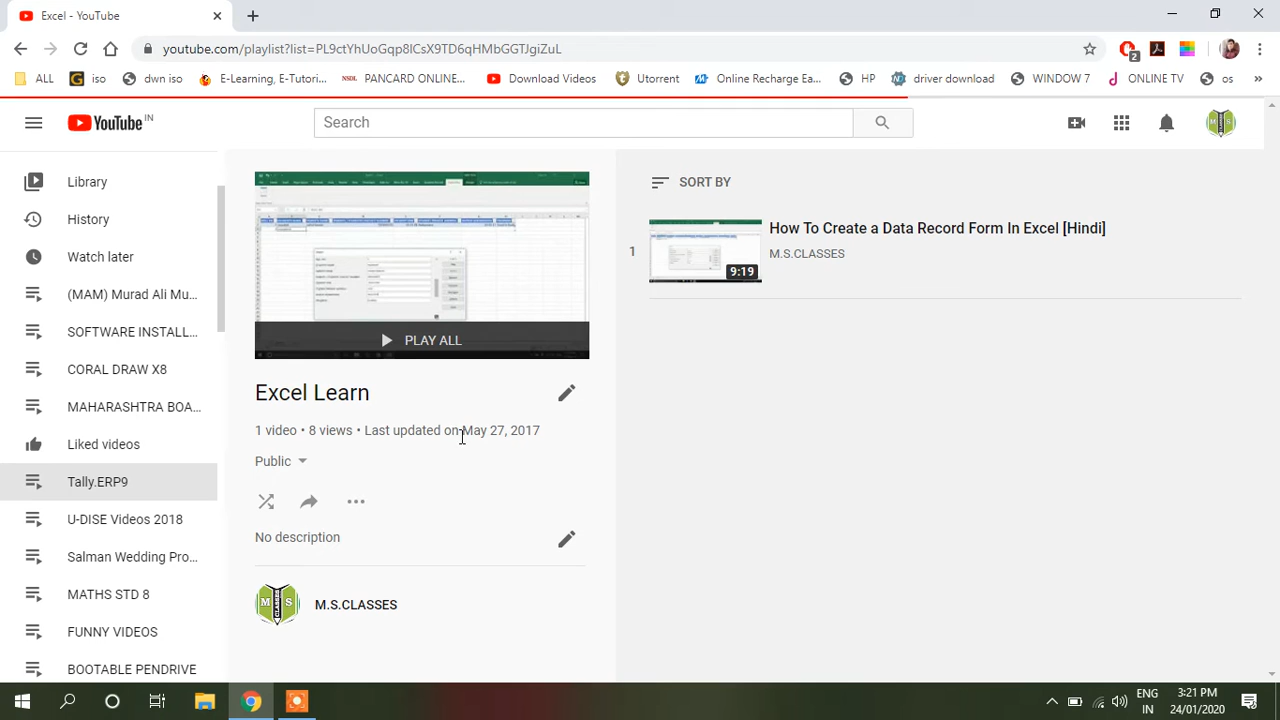 Excel - YouTube
youtube.com/playlist?list=PL9ctYhUoGqp8ICsX9TD6qHMbGGTJgiZuL
2
ALL
iso
dwn iso
E-Learning, E-Tutori...
NSDL PANCARD ONLINE...
Download Videos
Utorrent
Online Recharge Ea...
HP
driver download
WINDOW 7
ONLINE TV
os
YouTube IN
Search
Library
History
Watch later
(MAM) Murad Ali Mu...
SOFTWARE INSTALL...
CORAL DRAW X8
MAHARASHTRA BOA...
Liked videos
Tally.ERP9
U-DISE Videos 2018
Salman Wedding Pro...
MATHS STD 8
FUNNY VIDEOS
BOOTABLE PENDRIVE
PLAY ALL
Excel Learn
1 video • 8 views • Last updated on May 27, 2017
Public
No description
M.S.CLASSES
SORT BY
1
How To Create a Data Record Form In Excel [Hindi]
M.S.CLASSES
9:19
ENG
IN
3:21 PM
24/01/2020